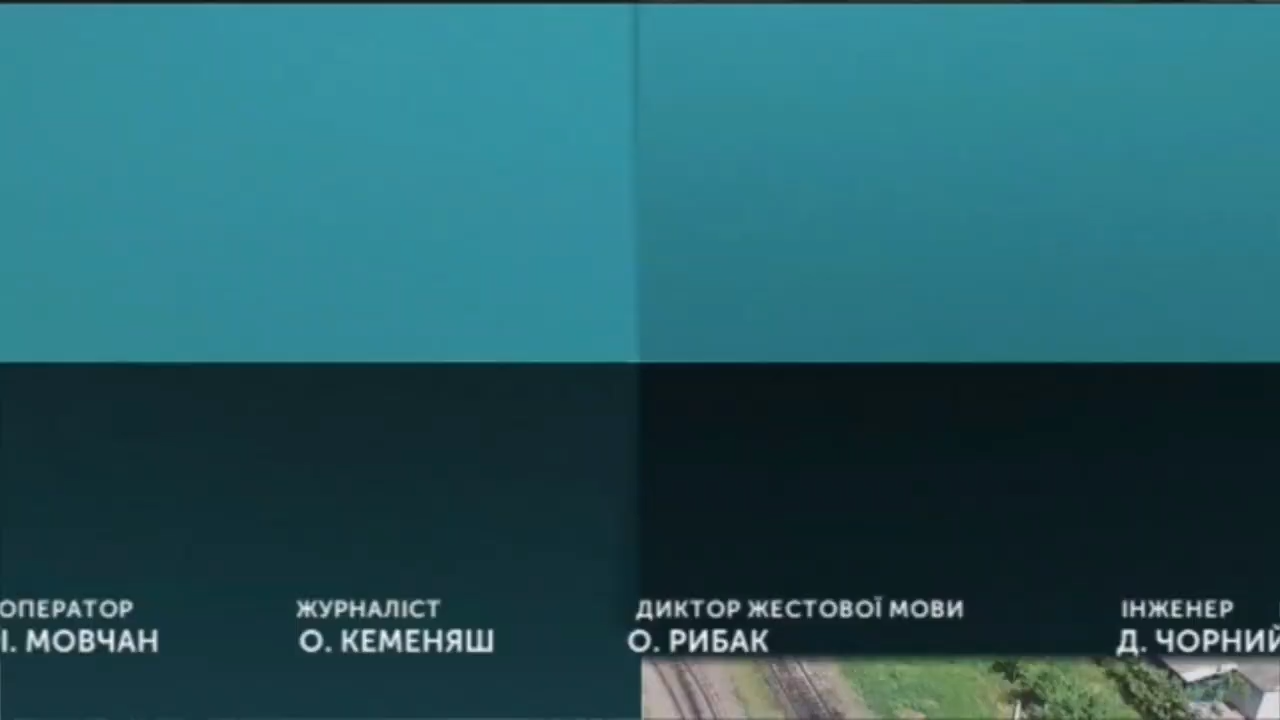 ОПЕРАТОР
І. МОВЧАН
ЖУРНАЛІСТ
О. КЕМЕНЯШ
ДИКТОР ЖЕСТОВОЇ МОВИ
О. РИБАК
ІНЖЕНЕР
Д. ЧОРНИЙ